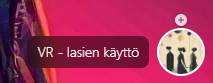 VR - lasien käyttö